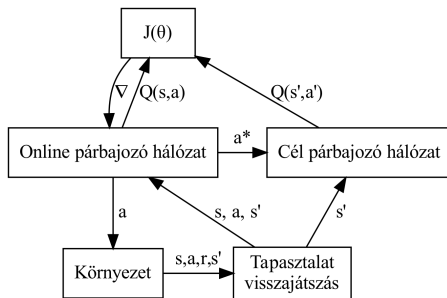 J(θ)
∇
Q(s,a)
Q(s',a')
Online párbajozó hálózat
a*
Cél párbajozó hálózat
a
s, a, s'
s'
Környezet
s,a,r,s'
Tapasztalat
visszajátszás